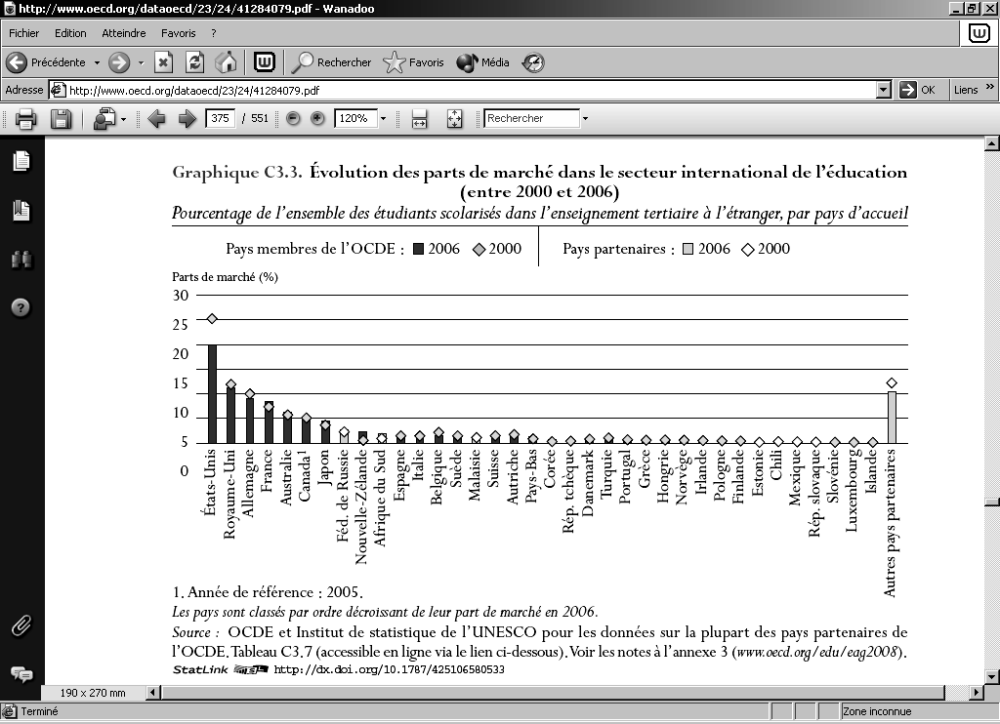 http://www.oecd.org/dataoecd/23/24/41284079.pdf - Wanadoo
Fichier Edition Atteindre Favoris ?
Précédente Rechercher Favoris Média
Adresse http://www.oecd.org/dataoecd/23/24/41284079.pdf OK Liens »
375 / 551 120% Rechercher
Graphique C3.3. Évolution des parts de marché dans le secteur international de l'éducation
(entre 2000 et 2006)
Pourcentage de l'ensemble des étudiants scolarisés dans l'enseignement tertiaire à l'étranger, par pays d'accueil
Pays membres de l'OCDE : 2006 2000 Pays partenaires : 2006 2000
Parts de marché (%)
30
25
20
15
10
5
0
États-Unis
Royaume-Uni
Allemagne
France
Australie
Canada¹
Japon
Féd. de Russie
Nouvelle-Zélande
Afrique du Sud
Espagne
Italie
Belgique
Suède
Malaisie
Suisse
Autriche
Pays-Bas
Corée
Rép. tchèque
Danemark
Turquie
Portugal
Grèce
Hongrie
Norvège
Irlande
Pologne
Finlande
Estonie
Chili
Mexique
Rép. slovaque
Slovénie
Luxembourg
Islande
Autres pays partenaires
1. Année de référence : 2005.
Les pays sont classés par ordre décroissant de leur part de marché en 2006.
Source : OCDE et Institut de statistique de l'UNESCO pour les données sur la plupart des pays partenaires de
l'OCDE. Tableau C3.7 (accessible en ligne via le lien ci-dessous). Voir les notes à l'annexe 3 (www.oecd.org/edu/eag2008).
StatLink http://dx.doi.org/10.1787/425106580533
190 x 270 mm
Terminé Zone inconnue